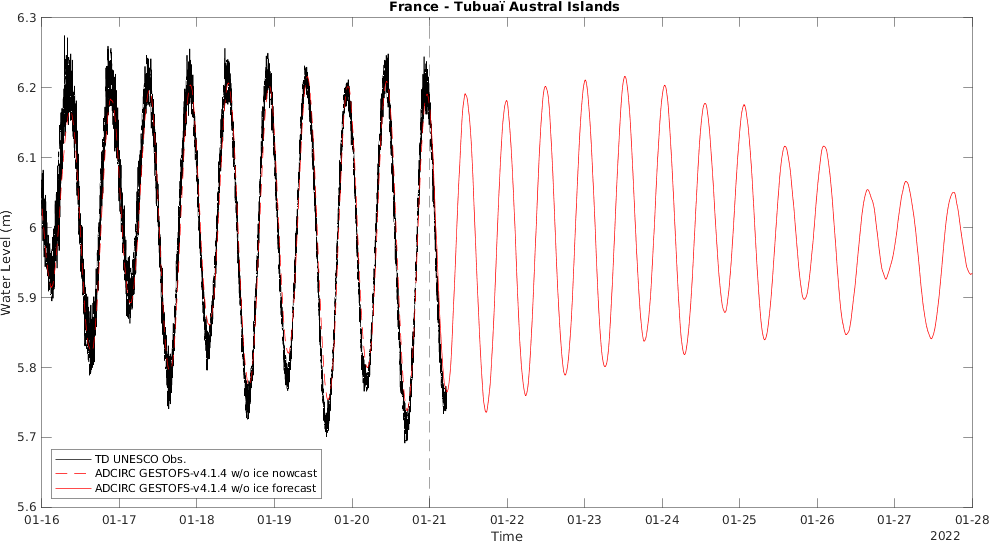 France - Tubuaï Austral Islands
6.3
6.2
6.1
6
5.9
5.8
5.7
5.6
Water Level (m)
TD UNESCO Obs.
ADCIRC GESTOFS-v4.1.4 w/o ice nowcast
ADCIRC GESTOFS-v4.1.4 w/o ice forecast
01-16 01-17 01-18 01-19 01-20 01-21 01-22 01-23 01-24 01-25 01-26 01-27 01-28
Time
2022